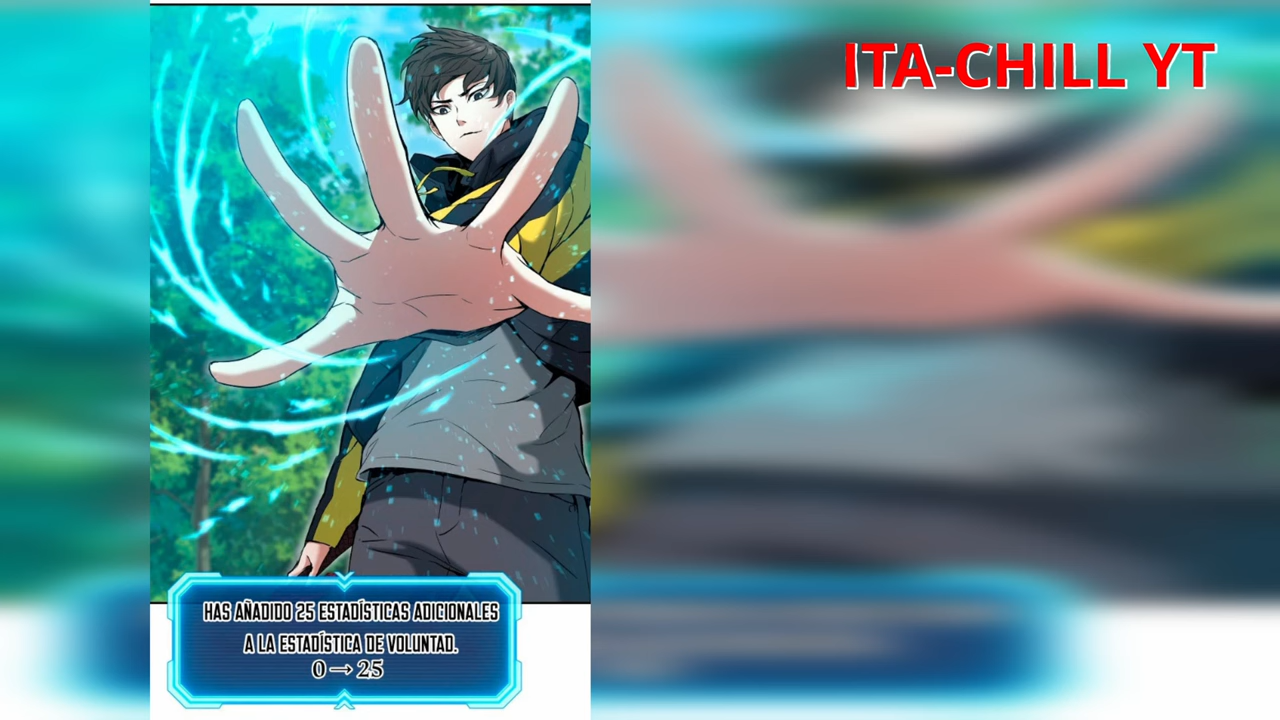 ITA-CHILL YT
HAS AÑADIDO 25 ESTADÍSTICAS ADICIONALES
A LA ESTADÍSTICA DE VOLUNTAD.
0 → 25